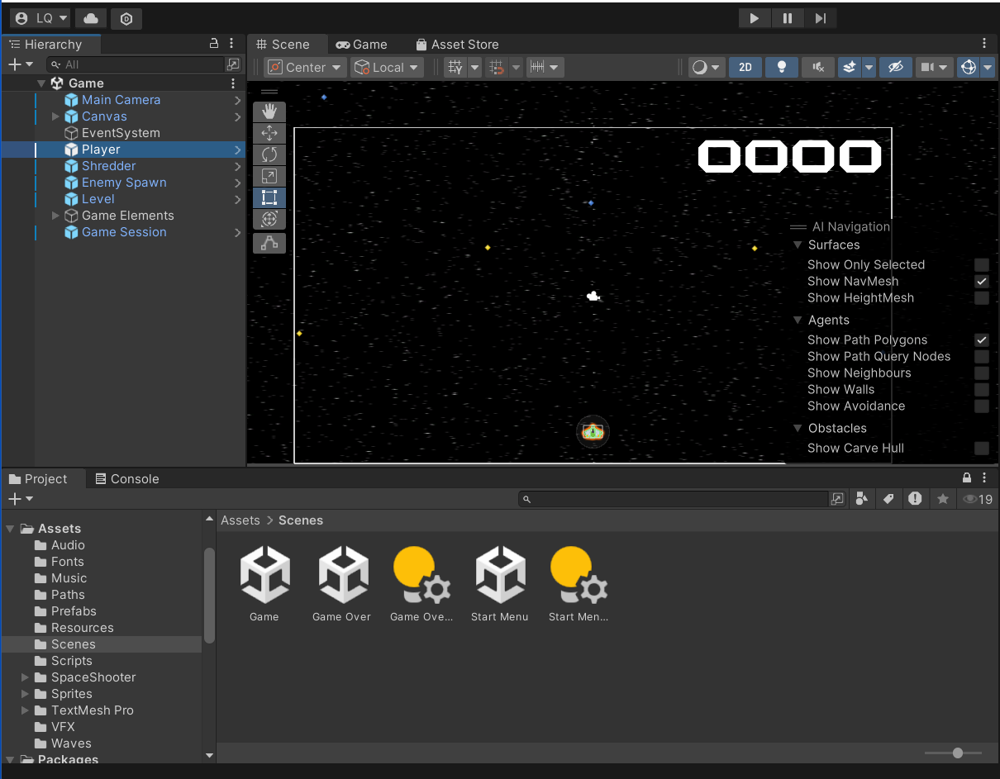 LQ
Hierarchy
All
Game
Main Camera
Canvas
EventSystem
Player
Shredder
Enemy Spawn
Level
Game Elements
Game Session
Scene
Game
Asset Store
Center
Local
2D
0000
AI Navigation
Surfaces
Show Only Selected
Show NavMesh
Show HeightMesh
Agents
Show Path Polygons
Show Path Query Nodes
Show Neighbours
Show Walls
Show Avoidance
Obstacles
Show Carve Hull
Project
Console
19
Assets
Audio
Fonts
Music
Paths
Prefabs
Resources
Scenes
Scripts
SpaceShooter
Sprites
TextMesh Pro
VFX
Waves
Packages
Assets > Scenes
Game
Game Over
Game Ove...
Start Menu
Start Men...